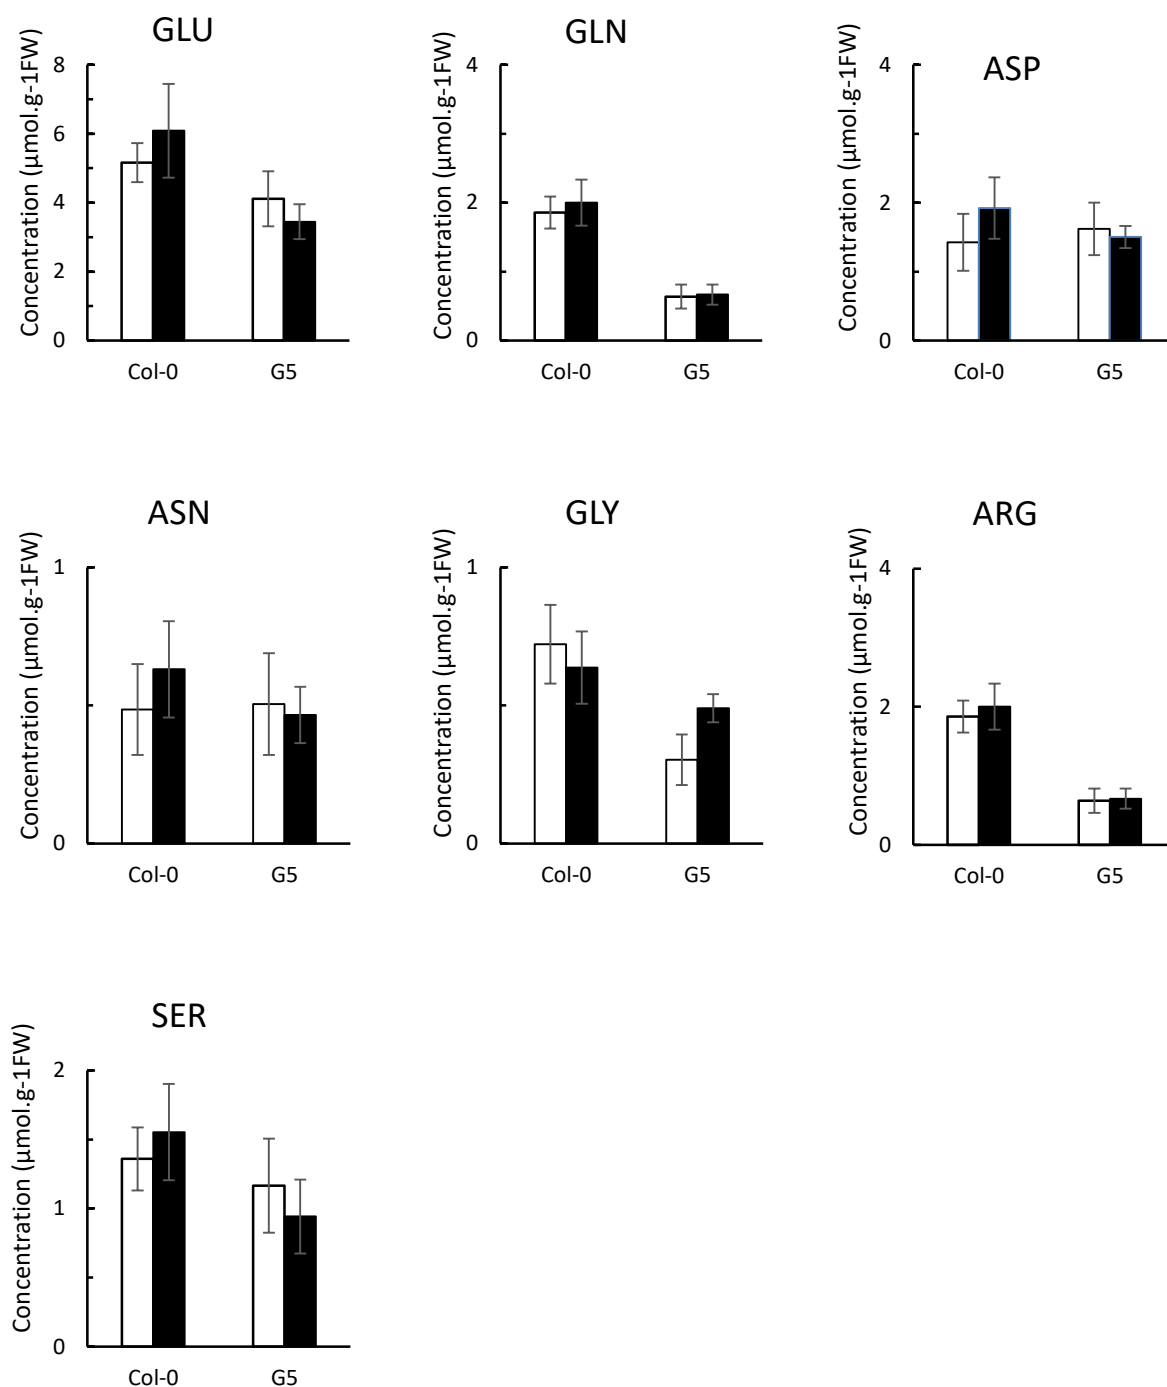 GLU
Concentration (µmol.g-1FW)
8
6
4
2
0
Col-0 G5
GLN
Concentration (µmol.g-1FW)
4
2
0
Col-0 G5
ASP
Concentration (µmol.g-1FW)
4
2
0
Col-0 G5
ASN
Concentration (µmol.g-1FW)
1
0
Col-0 G5
GLY
Concentration (µmol.g-1FW)
1
0
Col-0 G5
ARG
Concentration (µmol.g-1FW)
4
2
0
Col-0 G5
SER
Concentration (µmol.g-1FW)
2
1
0
Col-0 G5